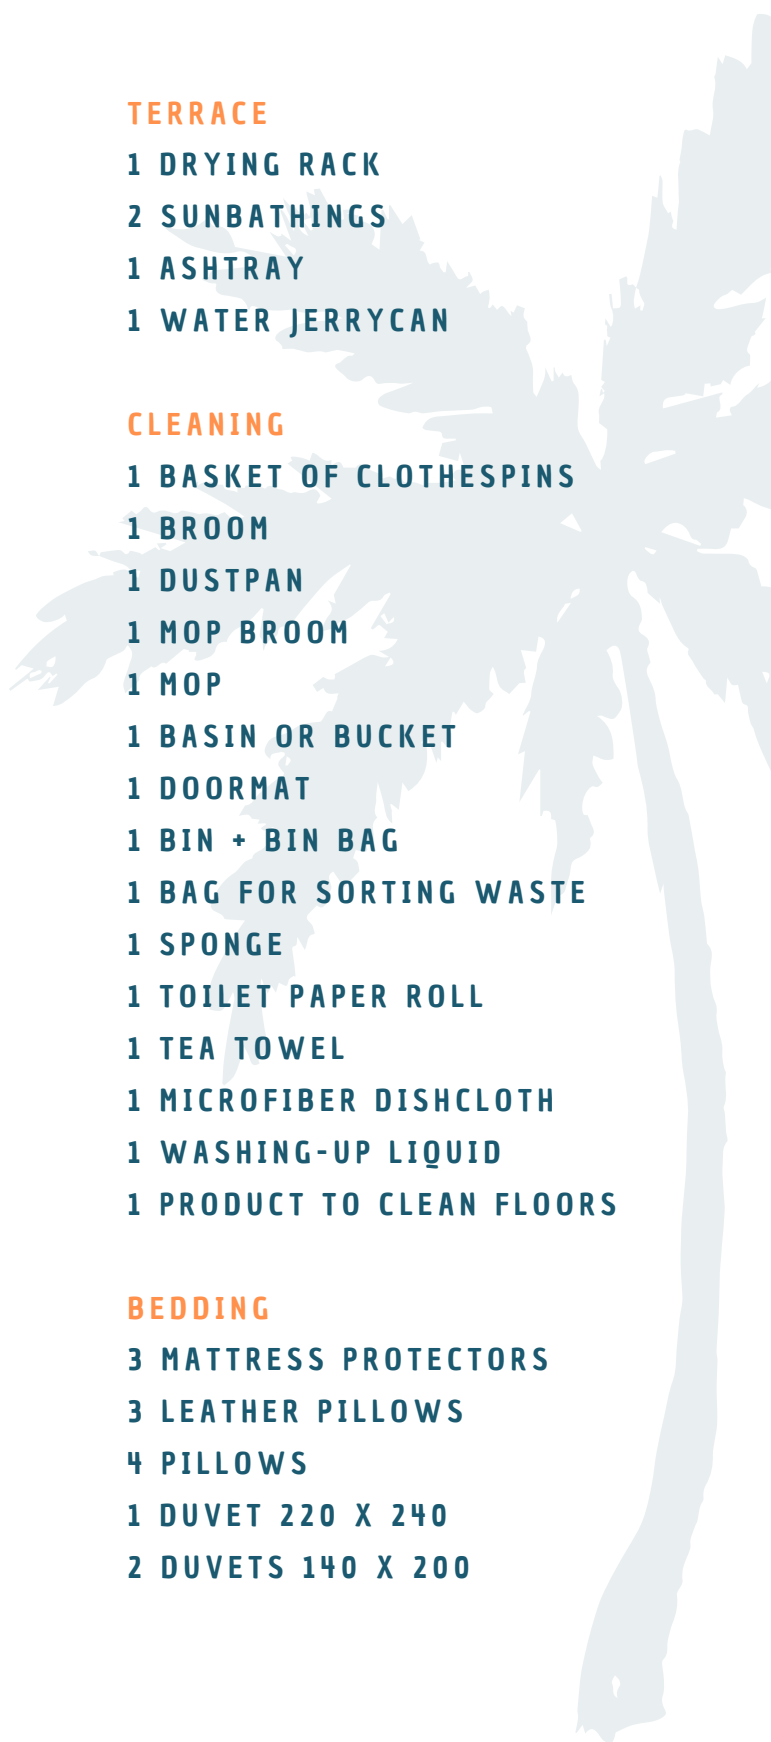 TERRACE
1 DRYING RACK
2 SUNBATHINGS
1 ASHTRAY
1 WATER JERRYCAN
CLEANING
1 BASKET OF CLOTHESPINS
1 BROOM
1 DUSTPAN
1 MOP BROOM
1 MOP
1 BASIN OR BUCKET
1 DOORMAT
1 BIN + BIN BAG
1 BAG FOR SORTING WASTE
1 SPONGE
1 TOILET PAPER ROLL
1 TEA TOWEL
1 MICROFIBER DISHCLOTH
1 WASHING-UP LIQUID
1 PRODUCT TO CLEAN FLOORS
BEDDING
3 MATTRESS PROTECTORS
3 LEATHER PILLOWS
4 PILLOWS
1 DUVET 220 X 240
2 DUVETS 140 X 200